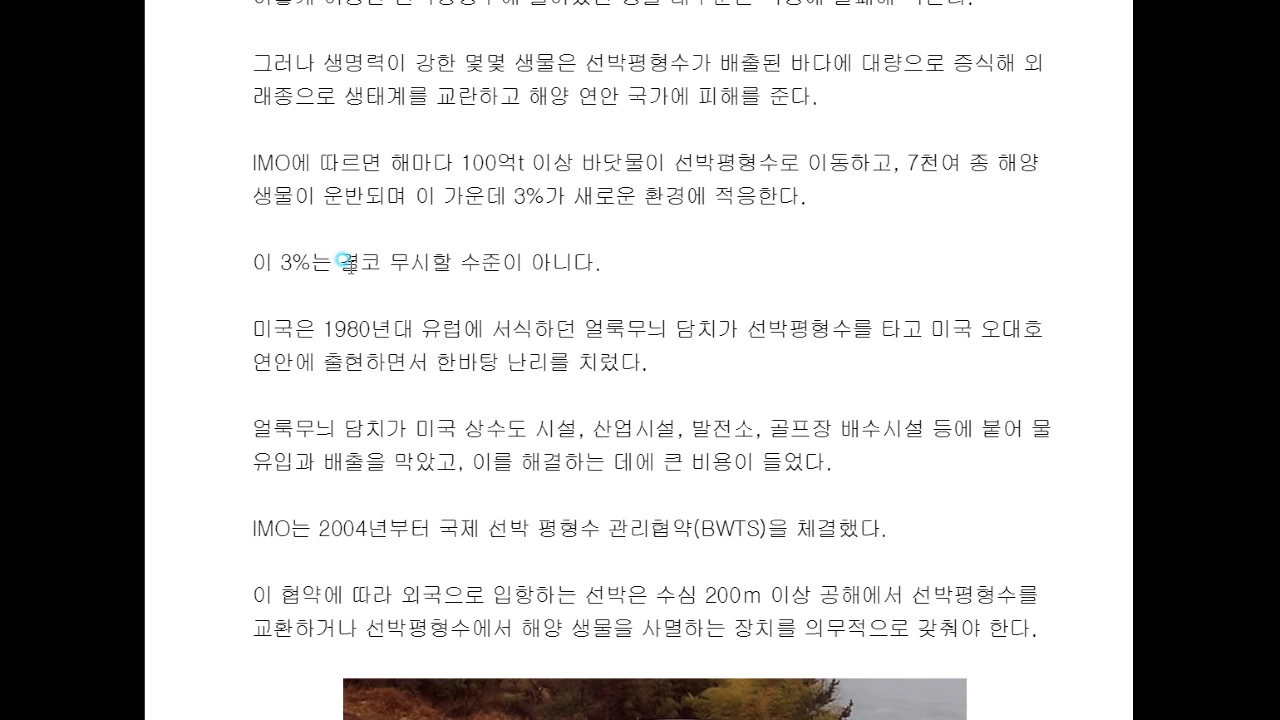 그러나 생명력이 강한 몇몇 생물은 선박평형수가 배출된 바다에 대량으로 증식해 외
래종으로 생태계를 교란하고 해양 연안 국가에 피해를 준다.
IMO에 따르면 해마다 100억t 이상 바닷물이 선박평형수로 이동하고, 7천여 종 해양
생물이 운반되며 이 가운데 3%가 새로운 환경에 적응한다.
이 3%는 결코 무시할 수준이 아니다.
미국은 1980년대 유럽에 서식하던 얼룩무늬 담치가 선박평형수를 타고 미국 오대호
연안에 출현하면서 한바탕 난리를 치렀다.
얼룩무늬 담치가 미국 상수도 시설, 산업시설, 발전소, 골프장 배수시설 등에 붙어 물
유입과 배출을 막았고, 이를 해결하는 데에 큰 비용이 들었다.
IMO는 2004년부터 국제 선박 평형수 관리협약(BWTS)을 체결했다.
이 협약에 따라 외국으로 입항하는 선박은 수심 200m 이상 공해에서 선박평형수를
교환하거나 선박평형수에서 해양 생물을 사멸하는 장치를 의무적으로 갖춰야 한다.